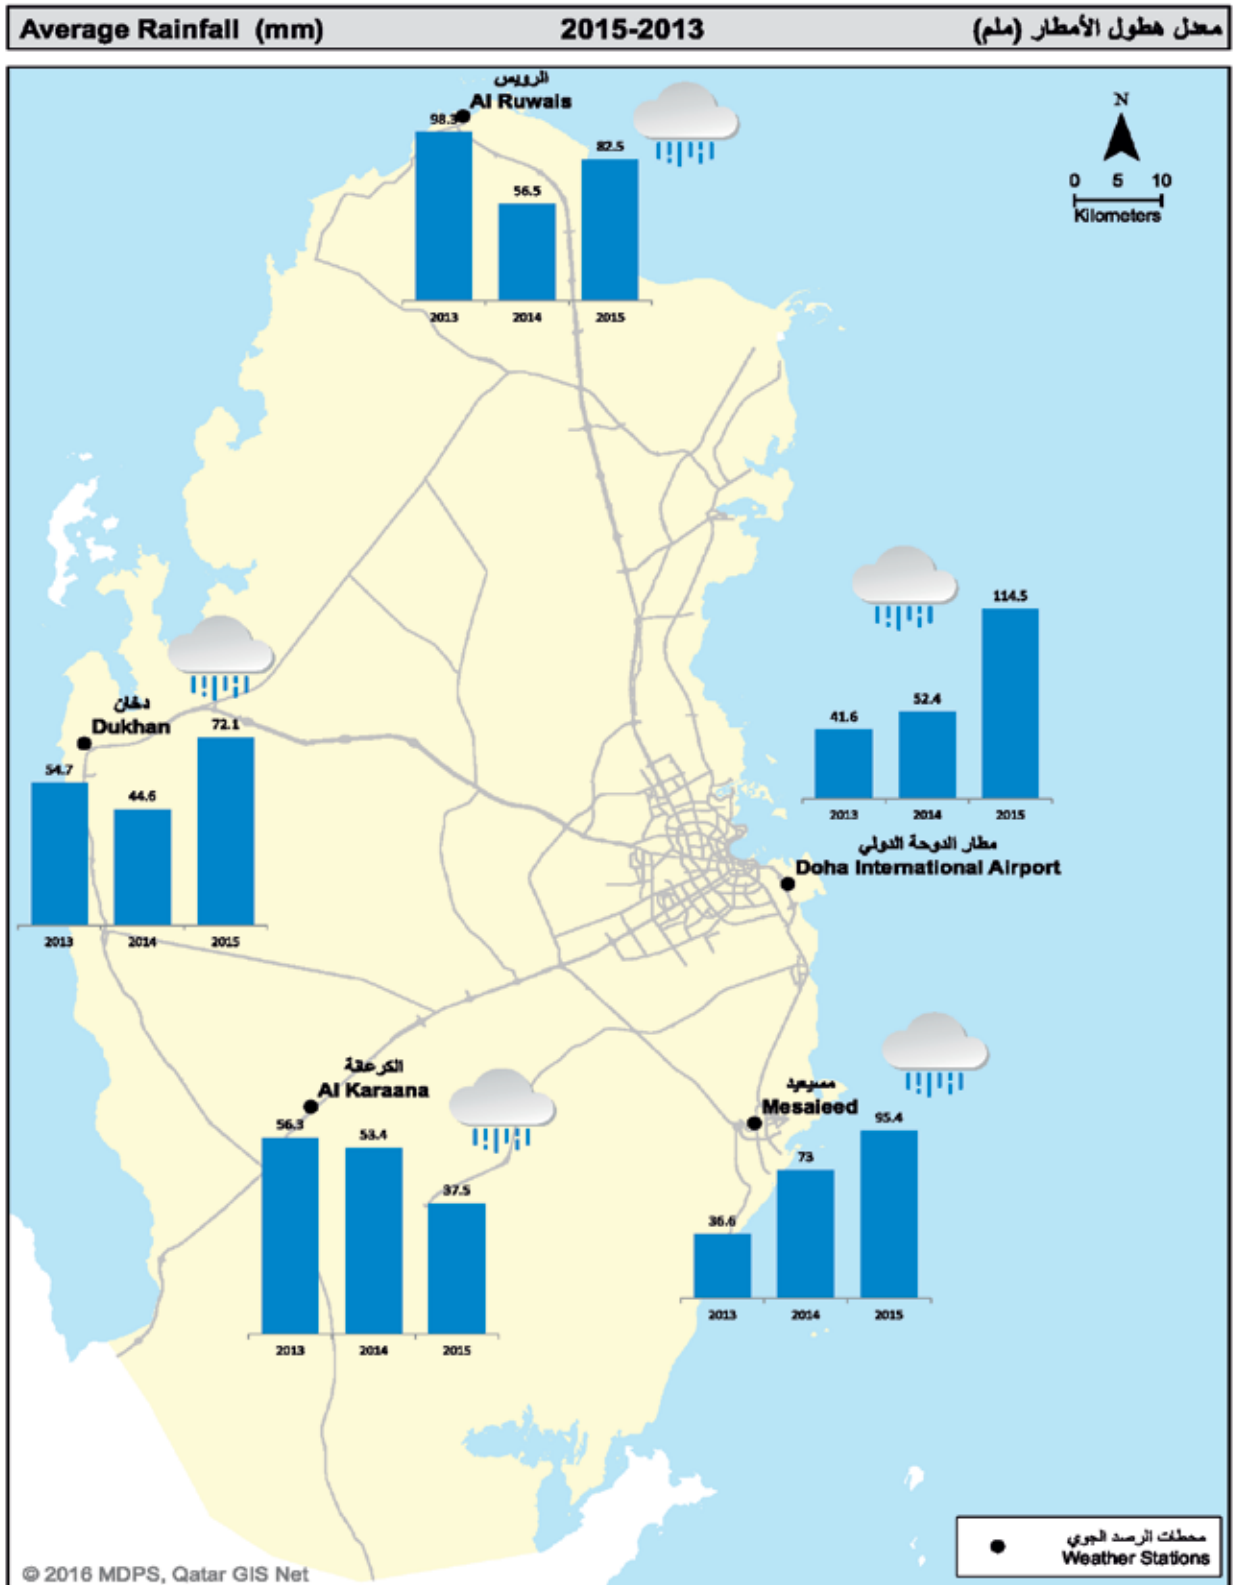 Average Rainfall (mm) 2015-2013 معدل هطول الأمطار (ملم)
الرويس
Al Ruwais
98.3
56.5
82.5
2013 2014 2015
N
0 5 10
Kilometers
دخان
Dukhan
54.7
44.6
72.1
2013 2014 2015
41.6
52.4
114.5
2013 2014 2015
مطار الدوحة الدولي
Doha International Airport
الكرعانة
Al Karaana
56.3
53.4
37.5
2013 2014 2015
مسيعيد
Mesaieed
36.6
73
95.4
2013 2014 2015
محطات الرصد الجوي
Weather Stations
© 2016 MDPS, Qatar GIS Net